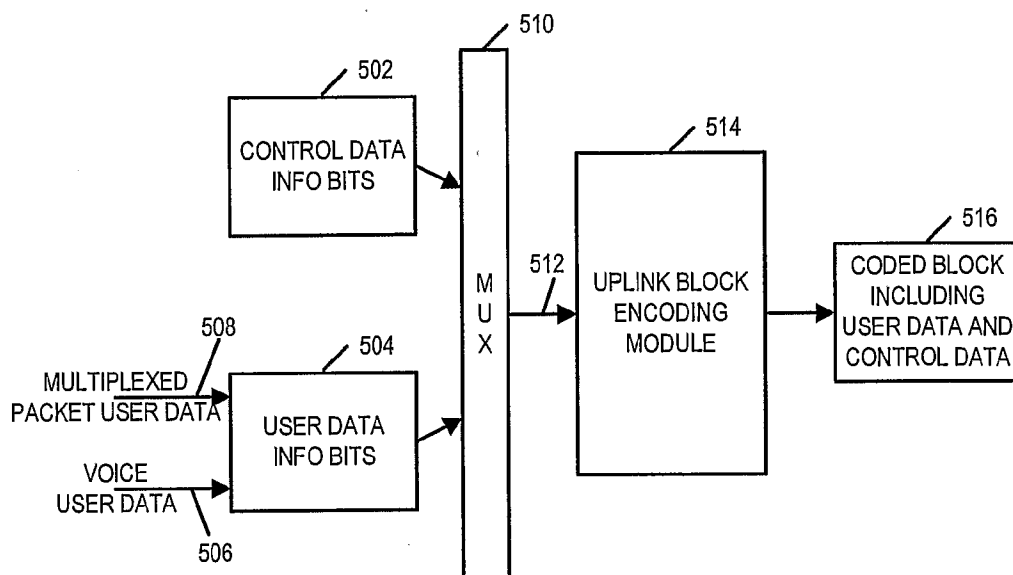 510
502
CONTROL DATA
INFO BITS
514
516
UPLINK BLOCK
ENCODING
MODULE
CODED BLOCK
INCLUDING
USER DATA AND
CONTROL DATA
512
M
U
X
508
504
MULTIPLEXED
PACKET USER DATA
USER DATA
INFO BITS
VOICE
USER DATA
506